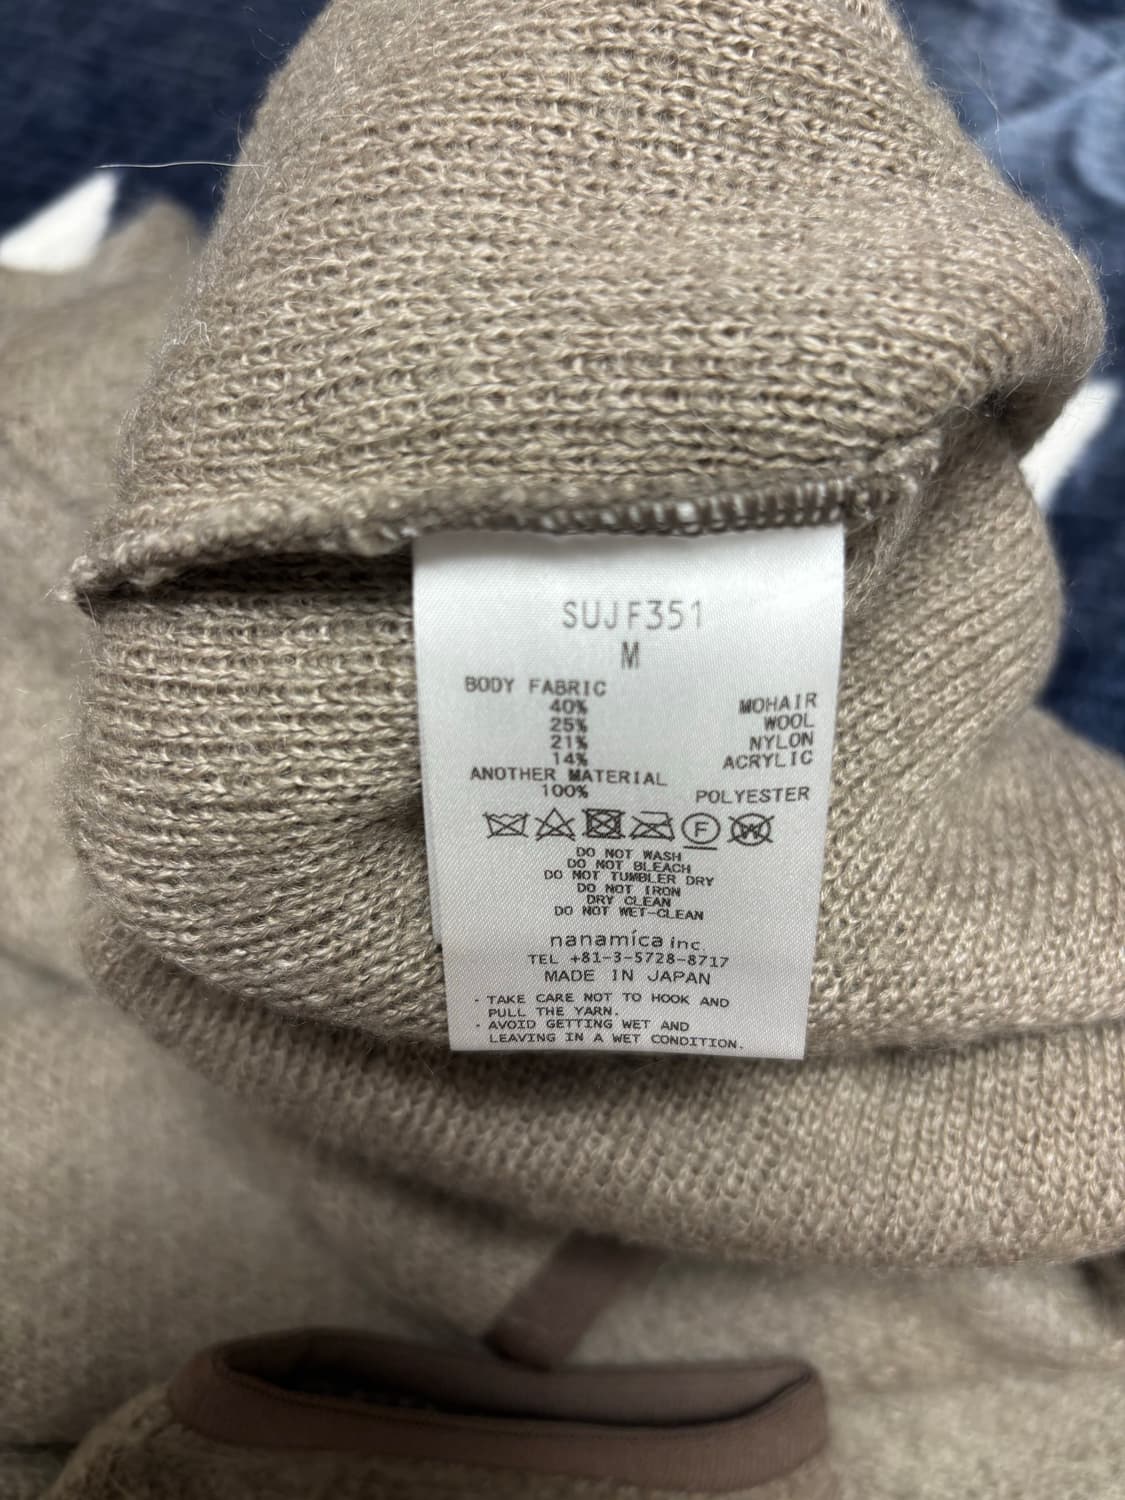 SUJF351
M
BODY FABRIC
40% MOHAIR
25% WOOL
21% NYLON
14% ACRYLIC
ANOTHER MATERIAL
100% POLYESTER
F W
DO NOT WASH
DO NOT BLEACH
DO NOT TUMBLER DRY
DO NOT IRON
DRY CLEAN
DO NOT WET-CLEAN
nanamica inc.
TEL +81-3-5728-8717
MADE IN JAPAN
- TAKE CARE NOT TO HOOK AND
PULL THE YARN.
- AVOID GETTING WET AND
LEAVING IN A WET CONDITION.